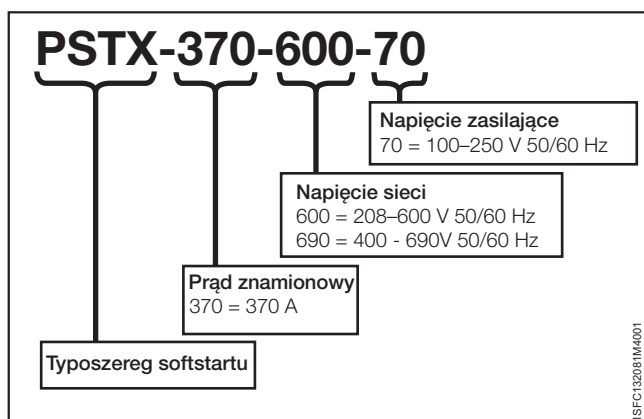 PSTX-370-600-70
Napięcie zasilające
70 = 100–250 V 50/60 Hz
Napięcie sieci
600 = 208–600 V 50/60 Hz
690 = 400 - 690V 50/60 Hz
Prąd znamionowy
370 = 370 A
Typoszereg softstartu
ISFC132081M4001